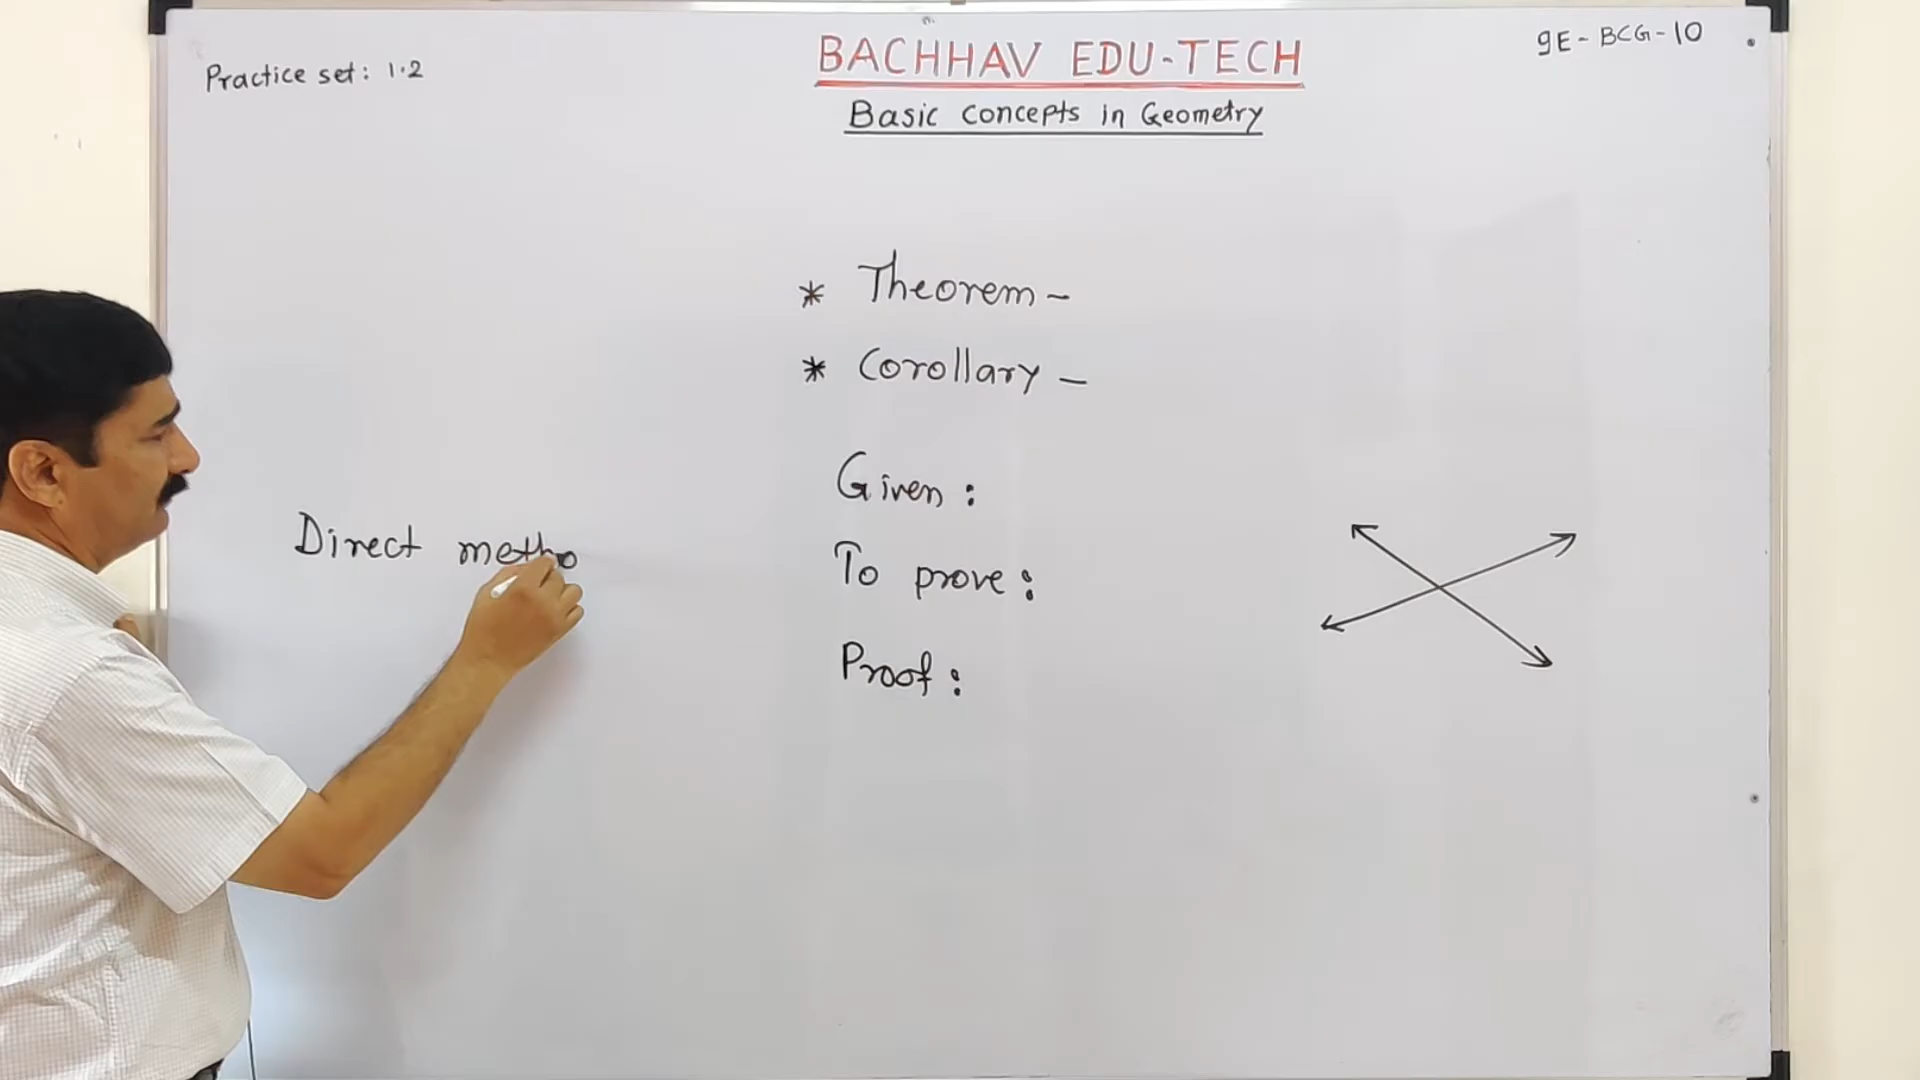 Practice set: 1.2
BACHHAV EDU-TECH
9E-BCG-10
Basic Concepts in Geometry
* Theorem -
* Corollary -
Given:
Direct metho
To prove:
Proof: